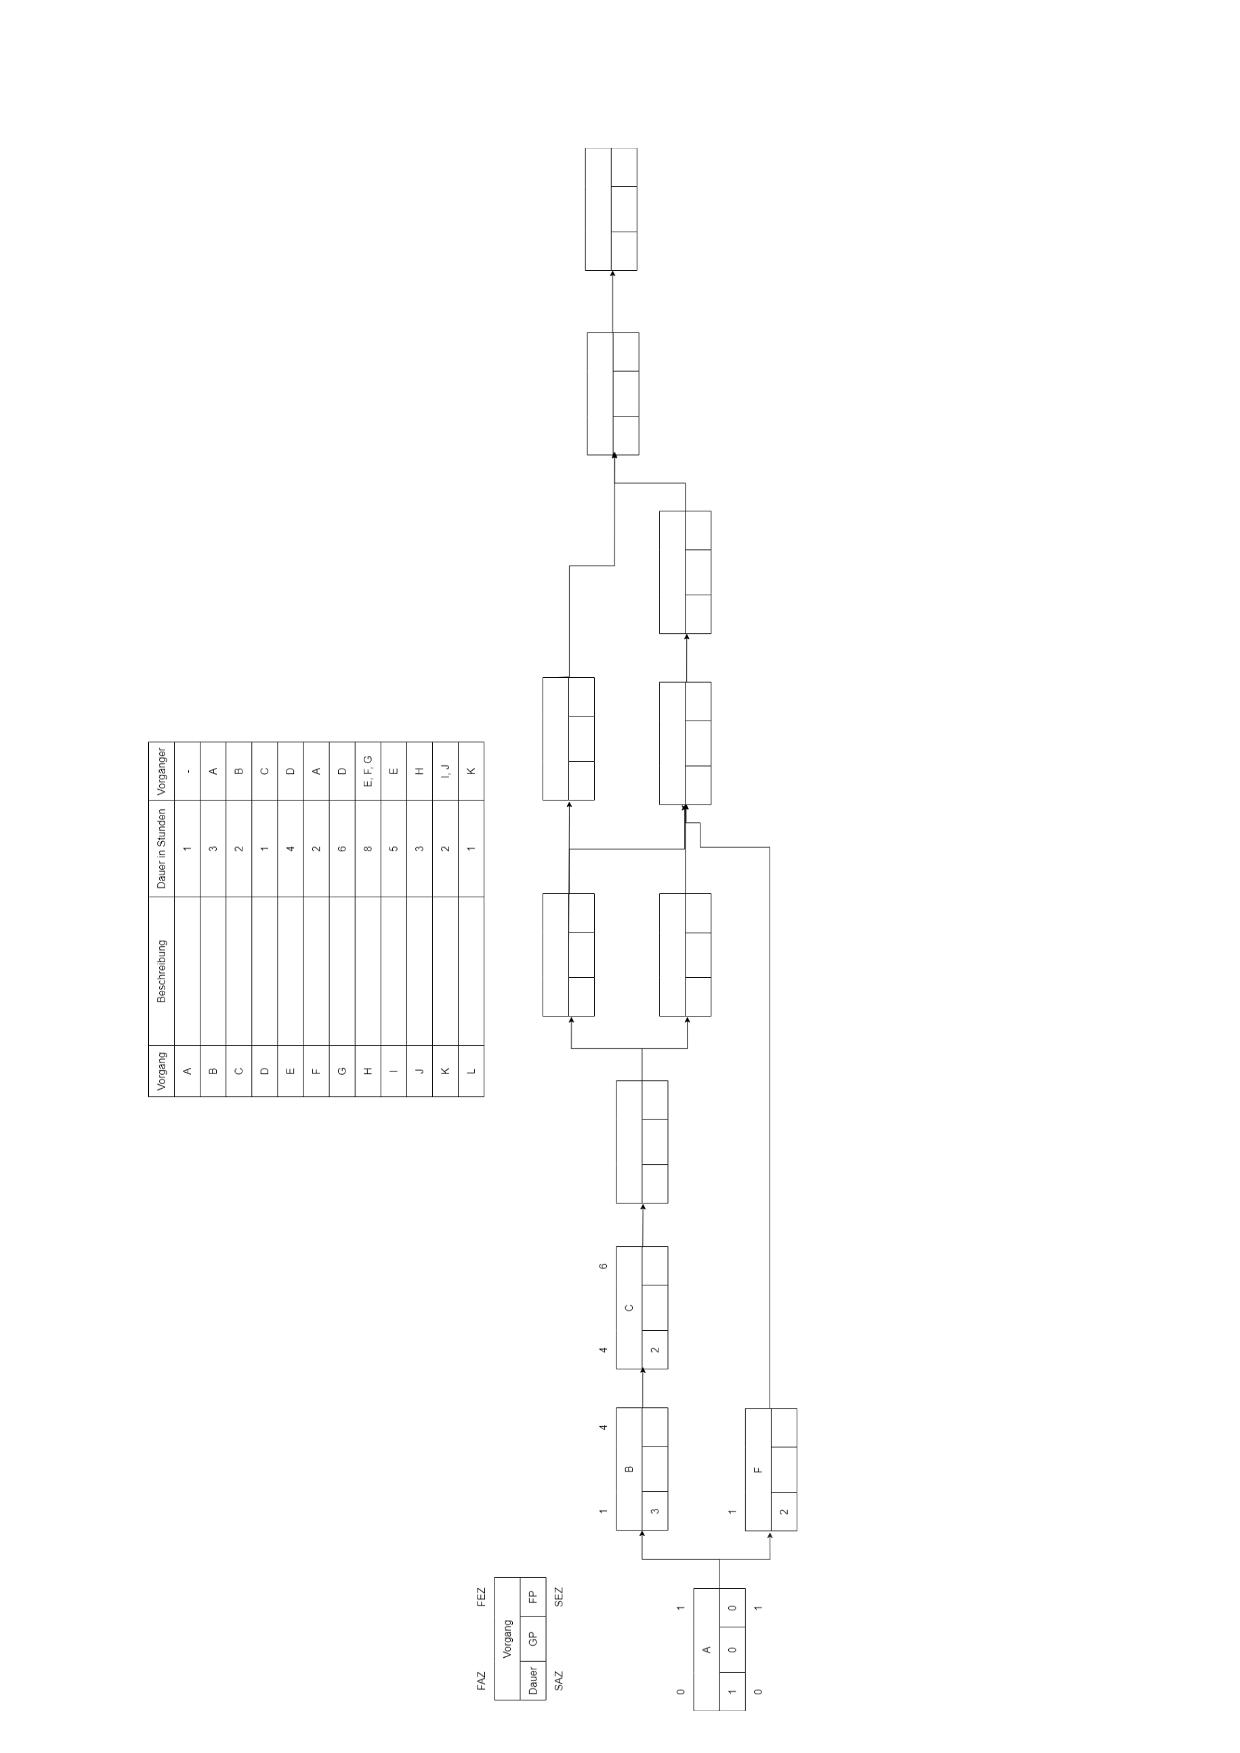 Vorgang Beschreibung Dauer in Stunden Vorgänger
A 1 -
B 3 A
C 2 B
D 1 C
E 4 D
F 2 A
G 6 D
H 8 E, F, G
I 5 E
J 3 H
K 2 I, J
L 1 K
FAZ FEZ
Vorgang
Dauer GP FP
SAZ SEZ
1 4
B
3
4 6
C
2
0 1
A
1 0 0
0 1
1
F
2